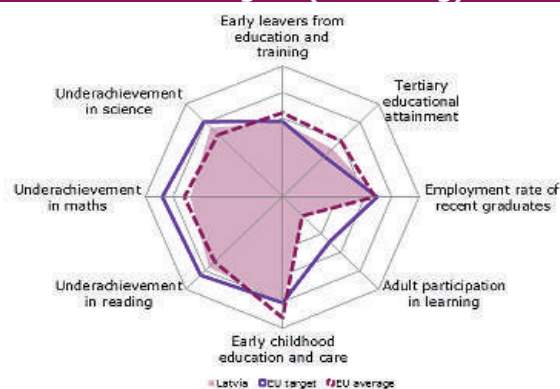 Early leavers from
education and
training
Tertiary
educational
attainment
Employment rate of
recent graduates
Adult participation
in learning
Early childhood
education and care
Underachievement
in reading
Underachievement
in maths
Underachievement
in science
Latvia EU target EU average